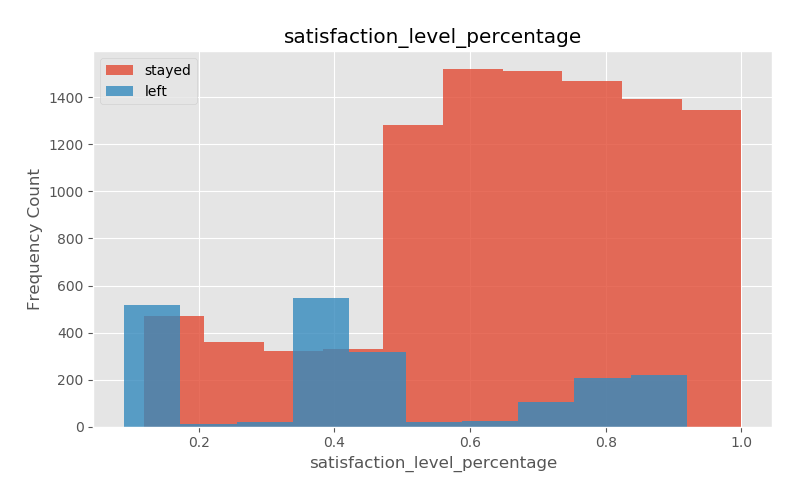 satisfaction_level_percentage
stayed
left
Frequency Count
1400
1200
1000
800
600
400
200
0
0.2 0.4 0.6 0.8 1.0
satisfaction_level_percentage